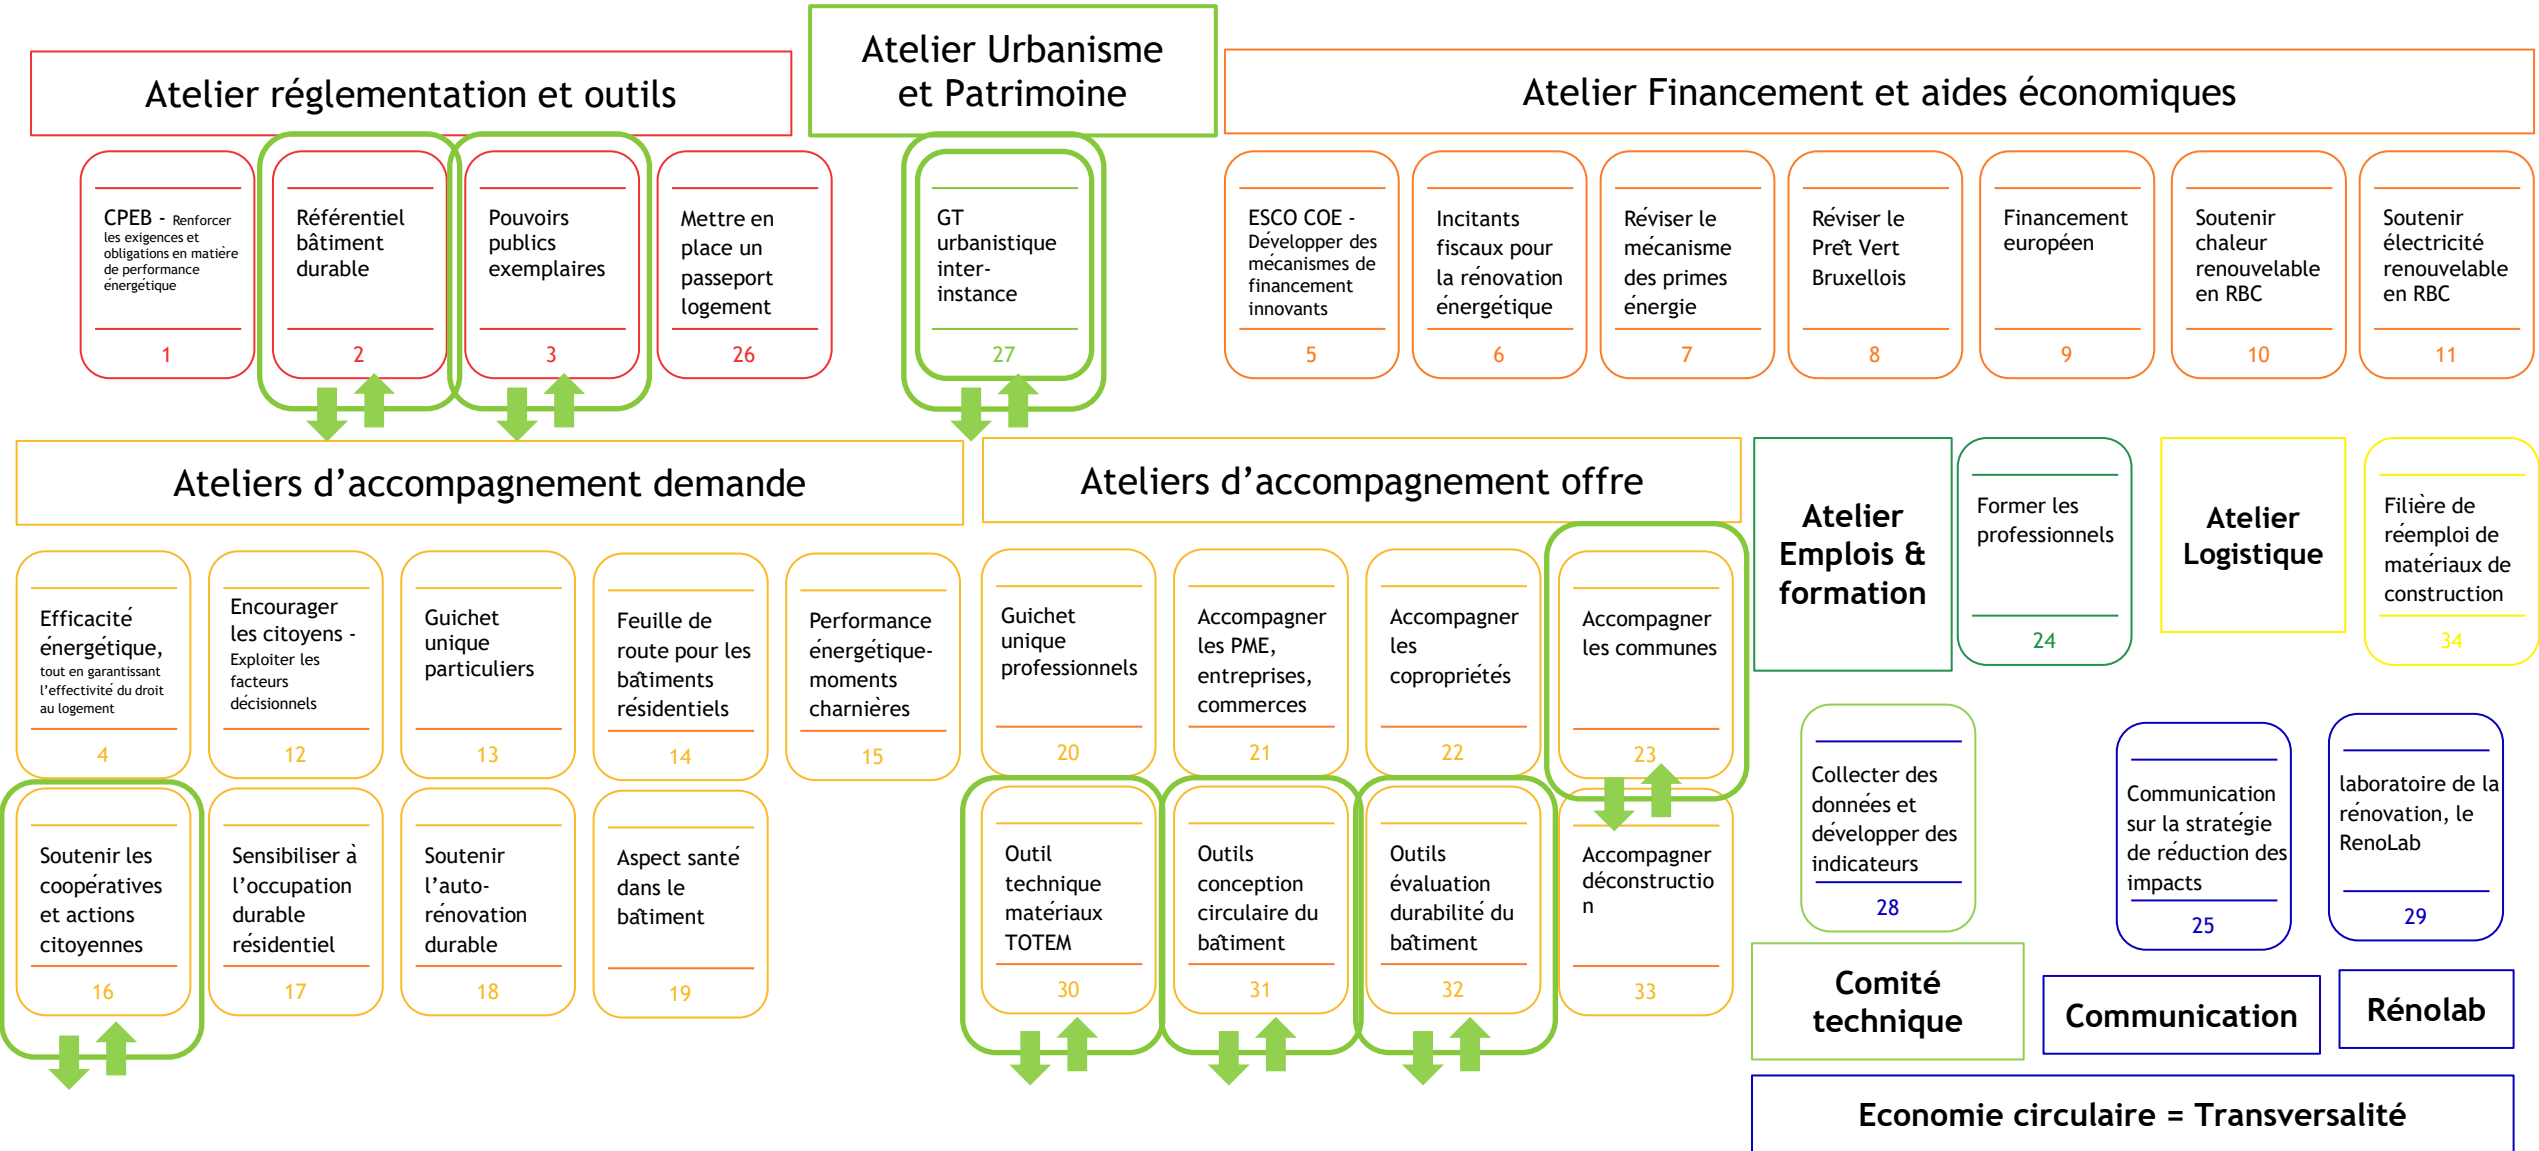 Atelier réglementation et outils
Atelier Urbanisme
et Patrimoine
Atelier Financement et aides économiques
CPEB - Renforcer
les exigences et
obligations en matière
de performance
énergétique
1
Référentiel
bâtiment
durable
2
Pouvoirs
publics
exemplaires
3
Mettre en
place un
passeport
logement
26
GT
urbanistique
inter-
instance
27
ESCO COE -
Développer des
mécanismes de
financement
innovants
5
Incitants
fiscaux pour
la rénovation
énergétique
6
Réviser le
mécanisme
des primes
énergie
7
Réviser le
Prêt Vert
Bruxellois
8
Financement
européen
9
Soutenir
chaleur
renouvelable
en RBC
10
Soutenir
électricité
renouvelable
en RBC
11
Ateliers d’accompagnement demande
Ateliers d’accompagnement offre
Atelier
Emplois &
formation
Former les
professionnels
24
Atelier
Logistique
Filière de
réemploi de
matériaux de
construction
34
Efficacité
énergétique,
tout en garantissant
l’effectivité du droit
au logement
4
Encourager
les citoyens -
Exploiter les
facteurs
décisionnels
12
Guichet
unique
particuliers
13
Feuille de
route pour les
bâtiments
résidentiels
14
Performance
énergétique-
moments
charnières
15
Guichet
unique
professionnels
20
Accompagner
les PME,
entreprises,
commerces
21
Accompagner
les
copropriétés
22
Accompagner
les communes
23
Soutenir les
coopératives
et actions
citoyennes
16
Sensibiliser à
l’occupation
durable
résidentiel
17
Soutenir
l’auto-
rénovation
durable
18
Aspect santé
dans le
bâtiment
19
Outil
technique
matériaux
TOTEM
30
Outils
conception
circulaire du
bâtiment
31
Outils
évaluation
durabilité du
bâtiment
32
Accompagner
déconstructio
n
33
Collecter des
données et
développer des
indicateurs
28
Communication
sur la stratégie
de réduction des
impacts
25
laboratoire de la
rénovation, le
RenoLab
29
Comité
technique
Communication
Rénolab
Economie circulaire = Transversalité